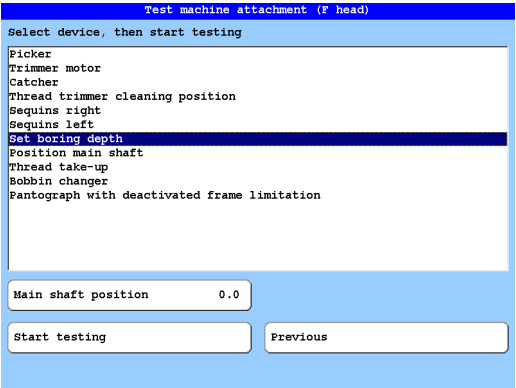 Test machine attachment (F head)
Select device, then start testing
Picker
Trimmer motor
Catcher
Thread trimmer cleaning position
Sequins right
Sequins left
Set boring depth
Position main shaft
Thread take-up
Bobbin changer
Pantograph with deactivated frame limitation
Main shaft position 0.0
Start testing Previous